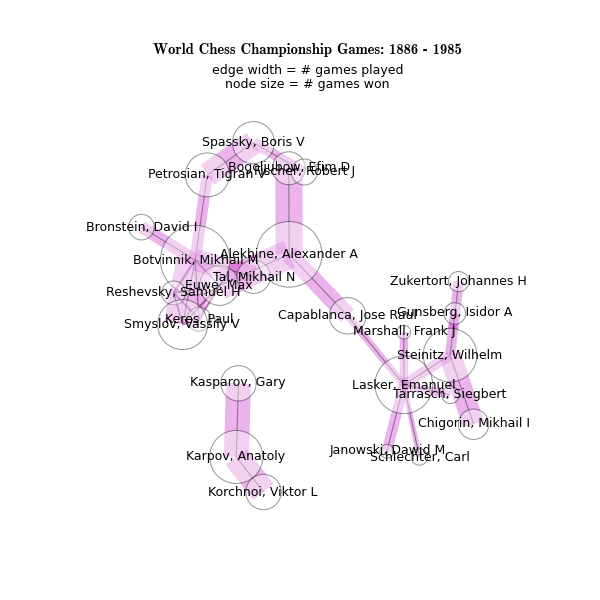 World Chess Championship Games: 1886 - 1985
edge width = # games played
node size = # games won
Spassky, Boris V
Bogoljubow, Efim D
Fischer, Robert J
Petrosian, Tigran V
Bronstein, David I
Alekhine, Alexander A
Botvinnik, Mikhail M
Tal, Mikhail N
Zukertort, Johannes H
Euwe, Max
Reshevsky, Samuel H
Gunsberg, Isidor A
Capablanca, Jose Raul
Keres, Paul
Smyslov, Vassily V
Marshall, Frank J
Steinitz, Wilhelm
Kasparov, Gary
Lasker, Emanuel
Tarrasch, Siegbert
Chigorin, Mikhail I
Janowski, Dawid M
Karpov, Anatoly
Schlechter, Carl
Korchnoi, Viktor L